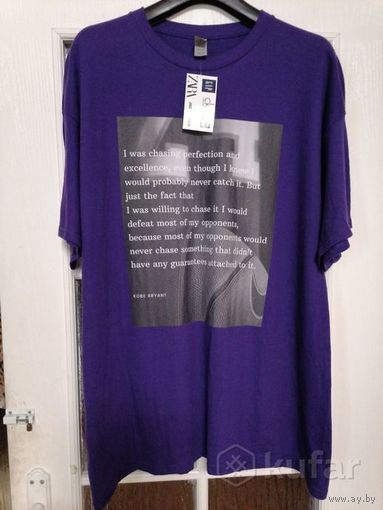 ZARA
I was chasing perfection and
excellence, even though I knew I
would probably never catch it. But
just the fact that
I was willing to chase it I would
defeat most of my opponents,
because most of my opponents would
never chase something that didn't
have any guarantees attached to it.
KOBE BRYANT
kufar
www.ay.by